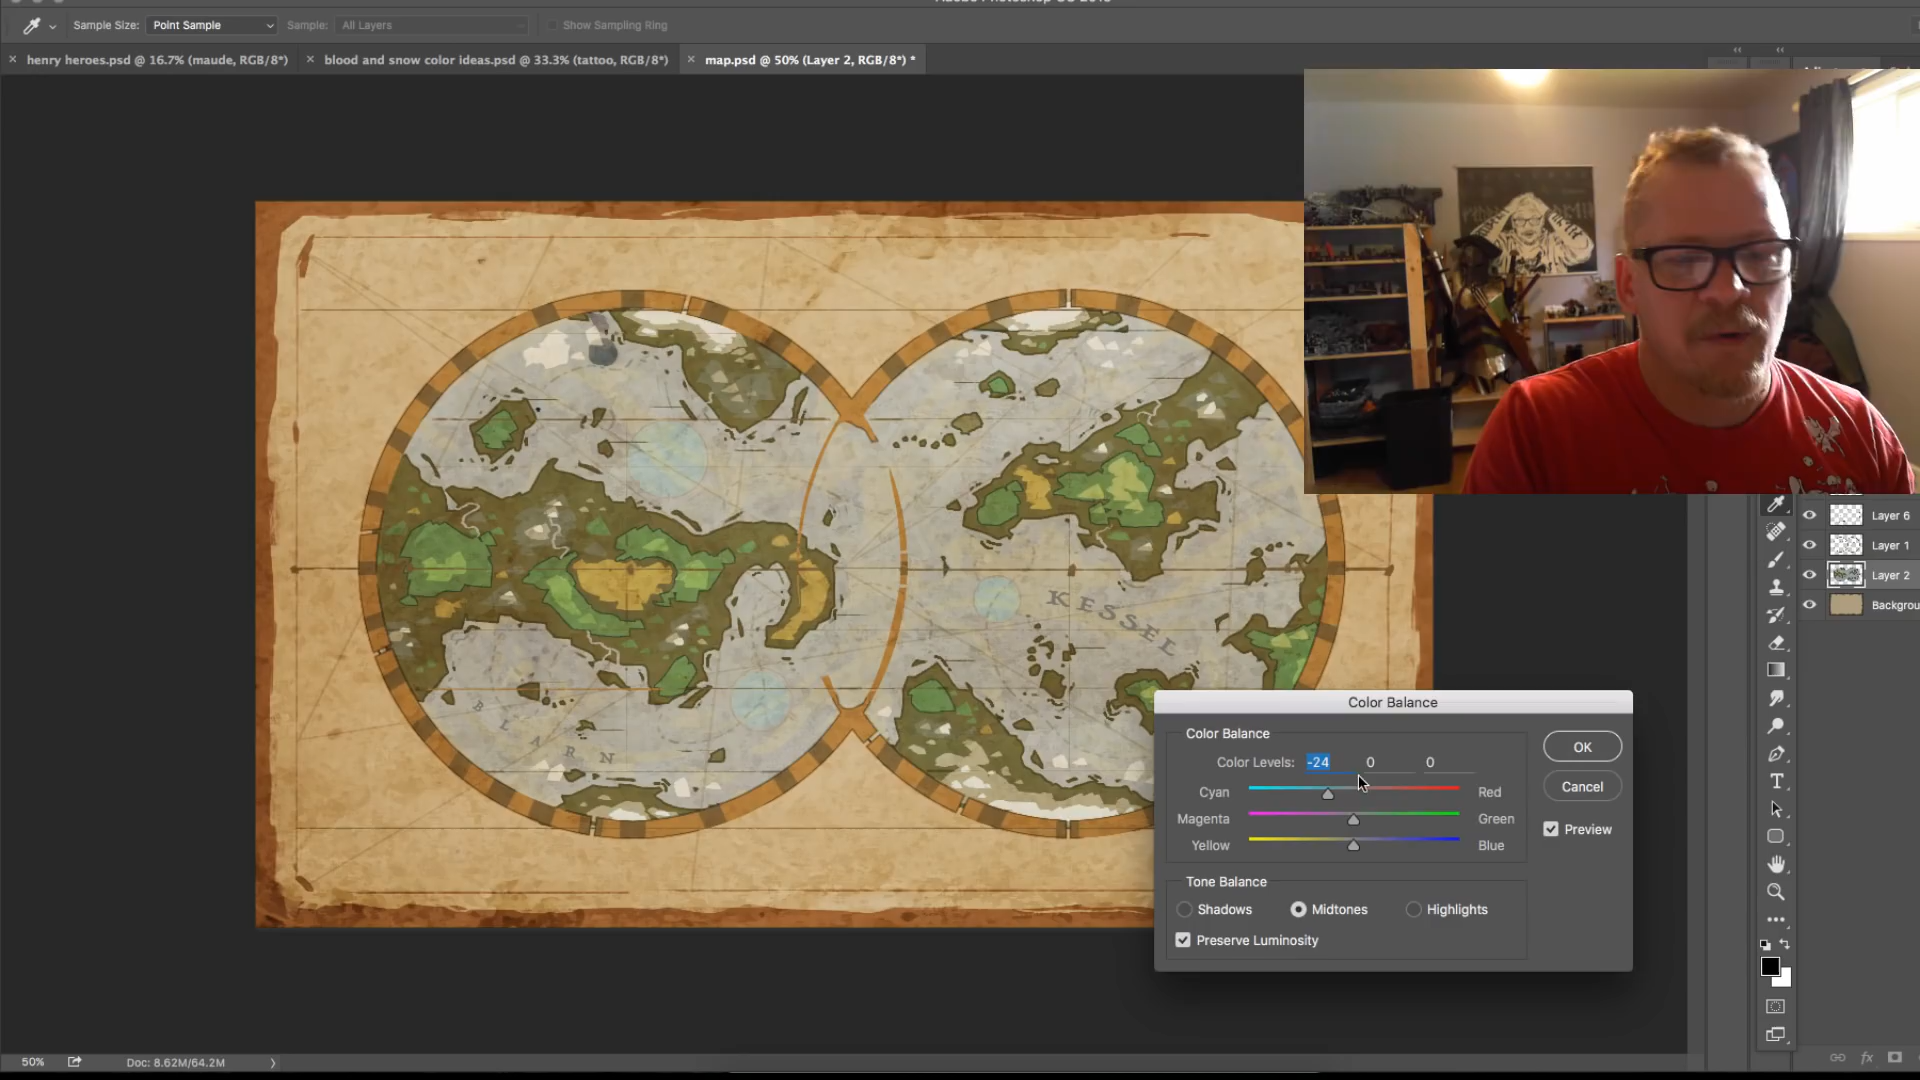 Sample Size: Point Sample Sample: All Layers Show Sampling Ring
henry heroes.psd @ 16.7% (maude, RGB/8*) blood and snow color ideas.psd @ 33.3% (tattoo, RGB/8*) map.psd @ 50% (Layer 2, RGB/8*) *
Layer 6
Layer 1
Layer 2
Backgrou
KESSEL
BLARN
Color Balance
Color Balance
Color Levels: -24 0 0
Cyan Red
Magenta Green
Yellow Blue
Tone Balance
Shadows Midtones Highlights
Preserve Luminosity
OK
Cancel
Preview
50% Doc: 8.62M/64.2M